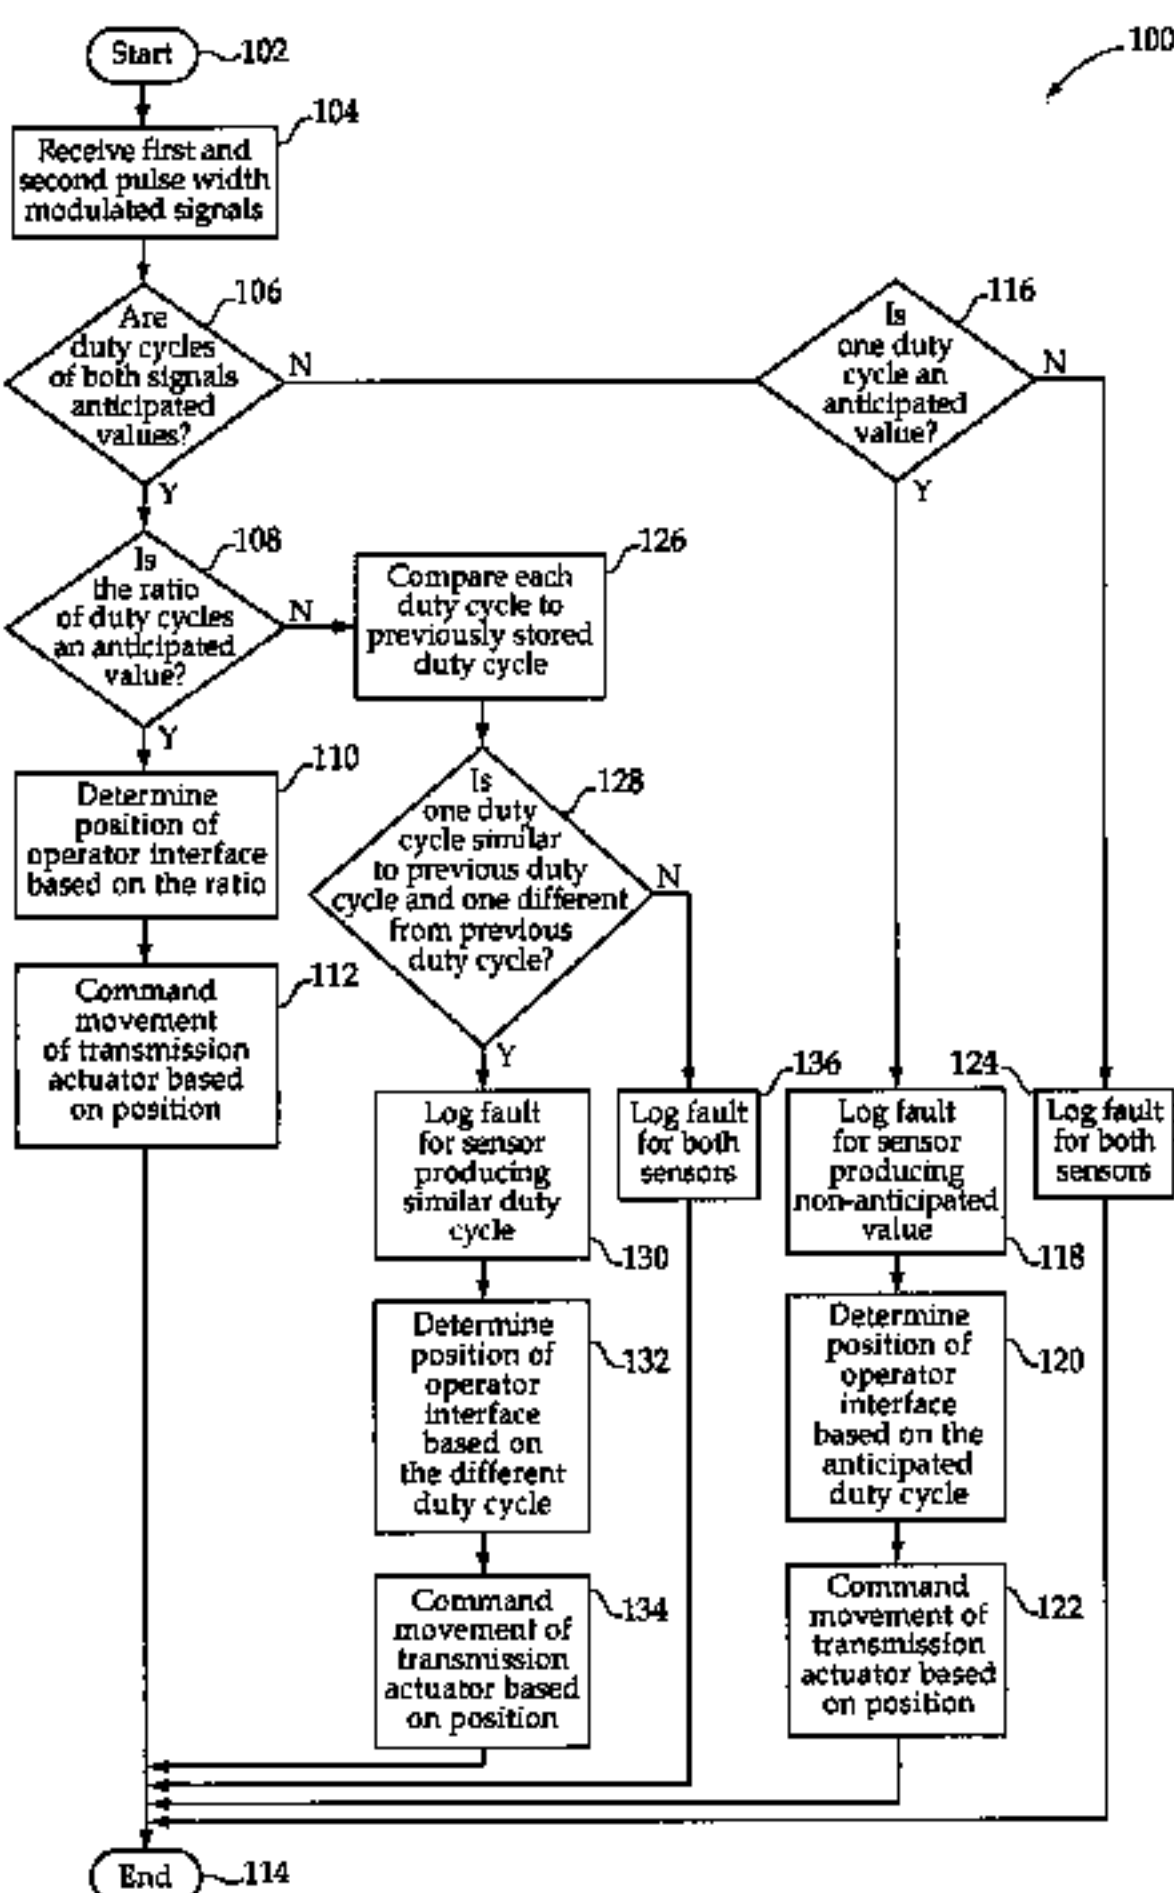 Start
102
100
104
Receive first and
second pulse width
modulated signals
106
Are
duty cycles
of both signals
anticipated
values?
N
Y
116
Is
one duty
cycle an
anticipated
value?
N
Y
108
Is
the ratio
of duty cycles
an anticipated
value?
N
Y
126
Compare each
duty cycle to
previously stored
duty cycle
110
Determine
position of
operator interface
based on the ratio
128
Is
one duty
cycle similar
to previous duty
cycle and one different
from previous
duty cycle?
N
Y
112
Command
movement
of transmission
actuator based
on position
Log fault
for sensor
producing
similar duty
cycle
130
136
Log fault
for both
sensors
Log fault
for sensor
producing
non-anticipated
value
118
124
Log fault
for both
sensors
Determine
position of
operator
interface
based on
the different
duty cycle
132
Determine
position of
operator
interface
based on the
anticipated
duty cycle
120
Command
movement of
transmission
actuator based
on position
134
Command
movement of
transmission
actuator based
on position
122
End
114